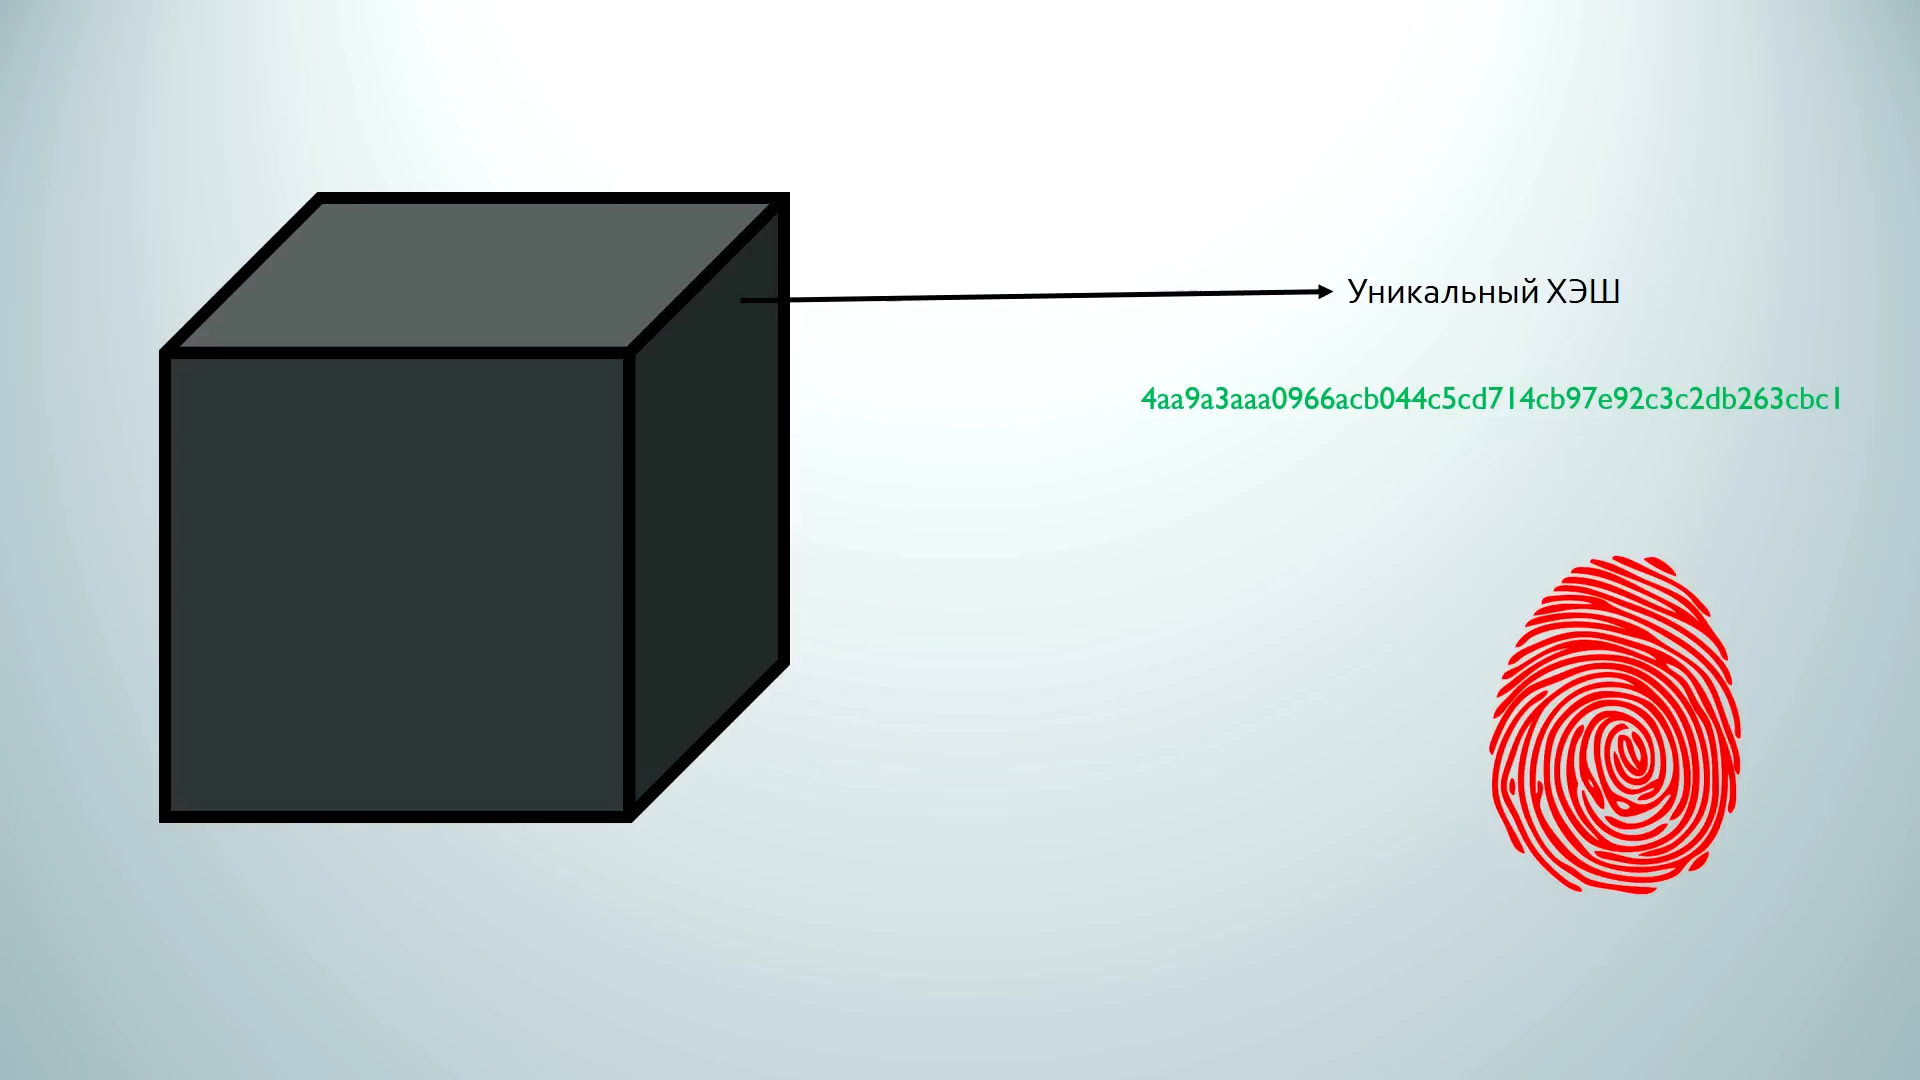 Уникальный ХЭШ
4aa9a3aaa0966acb044c5cd714cb97e92c3c2db263cbc1